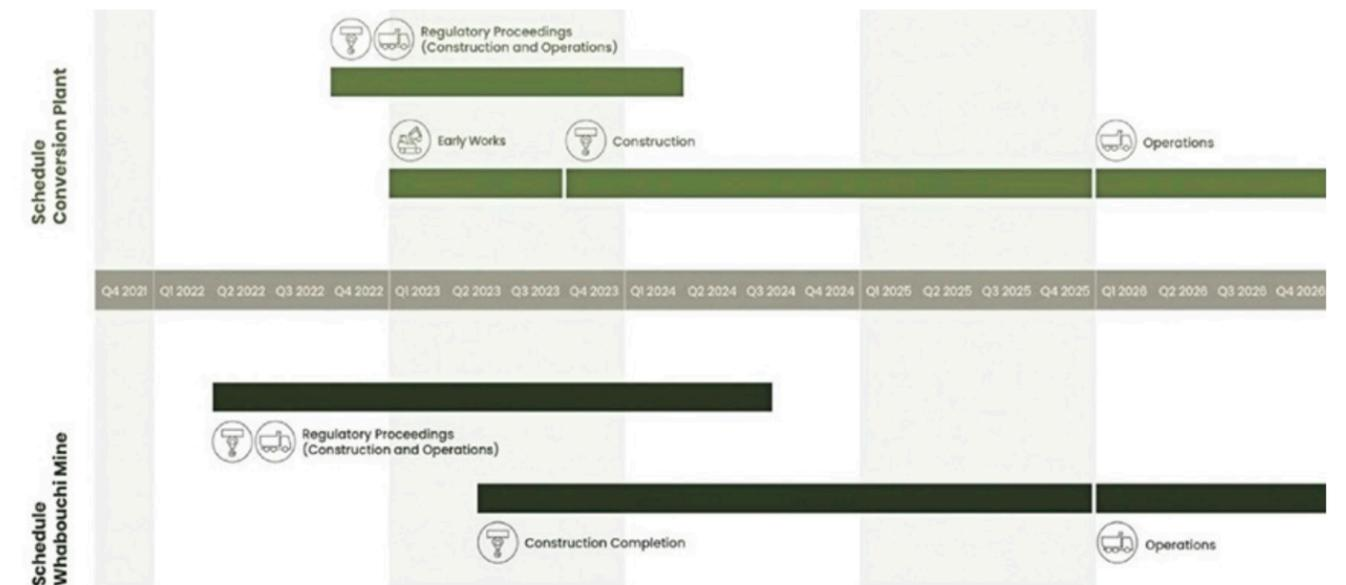 Schedule
Conversion Plant
Regulatory Proceedings
(Construction and Operations)
Early Works
Construction
Operations
Q4 2021 Q1 2022 Q2 2022 Q3 2022 Q4 2022 Q1 2023 Q2 2023 Q3 2023 Q4 2023 Q1 2024 Q2 2024 Q3 2024 Q4 2024 Q1 2025 Q2 2025 Q3 2025 Q4 2025 Q1 2026 Q2 2026 Q3 2026 Q4 2026
Schedule
Whabouchi Mine
Regulatory Proceedings
(Construction and Operations)
Construction Completion
Operations